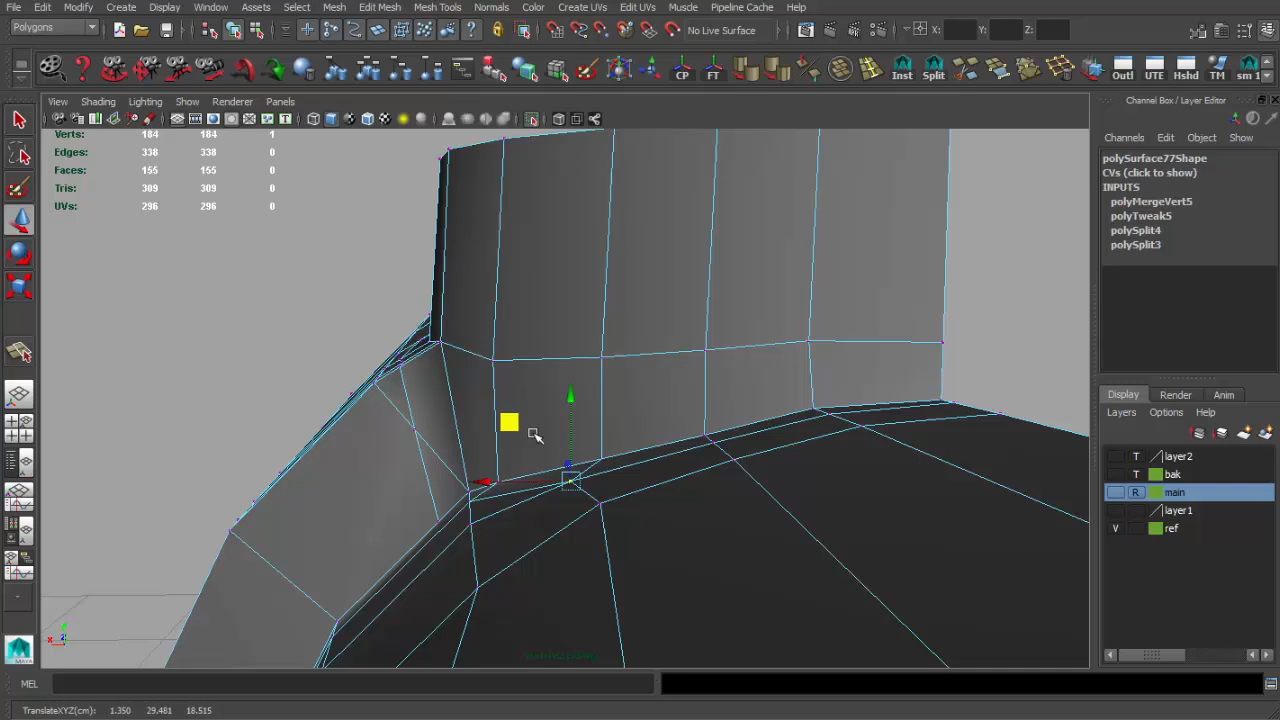 File Edit Modify Create Display Window Assets Select Mesh Edit Mesh Mesh Tools Normals Color Create UVs Edit UVs Muscle Pipeline Cache Help
Polygons No Live Surface X: Y: Z:
CP FT Inst Split Outl UTE Hshd TM sm 1
View Shading Lighting Show Renderer Panels
Channel Box / Layer Editor
Channels Edit Object Show
Verts: 184 184 1
Edges: 338 338 0
Faces: 155 155 0
Tris: 309 309 0
UVs: 296 296 0
polySurface77Shape
CVs (click to show)
INPUTS
polyMergeVert5
polyTweak5
polySplit4
polySplit3
Display Render Anim
Layers Options Help
T layer2
T bak
R main
layer1
V ref
MEL
TranslateXYZ(cm): 1.350 29.481 18.515